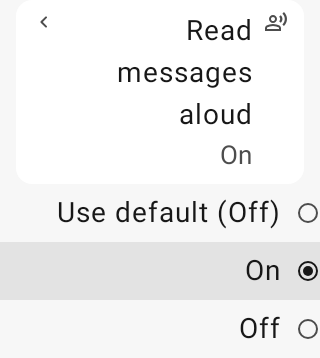 Read
messages
aloud
On
Use default (Off)
On
Off